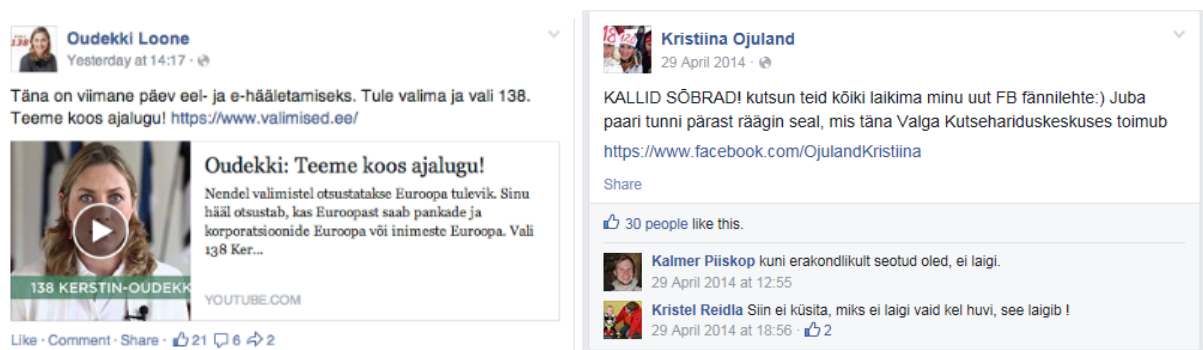 Oudekki Loone
Yesterday at 14:17
Täna on viimane päev eel- ja e-hääletamiseks. Tule valima ja vali 138.
Teeme koos ajalugu! https://www.valimised.ee/
Oudekki: Teeme koos ajalugu!
Nendel valimistel otsustatakse Euroopa tulevik. Sinu
hääl otsustab, kas Euroopast saab pankade ja
korporatsioonide Euroopa või inimeste Euroopa. Vali
138 Ker...
138 KERSTIN-OUDEKK
YOUTUBE.COM
Like · Comment · Share · 21 6 2
Kristiina Ojuland
29 April 2014 ·
KALLID SÕBRAD! kutsun teid kõiki laikima minu uut FB fännilehte:) Juba
paari tunni pärast räägin seal, mis täna Valga Kutsehariduskeskuses toimub
https://www.facebook.com/OjulandKristiina
Share
30 people like this.
Kalmer Piiskop kuni erakondlikult seotud oled, ei laigi.
29 April 2014 at 12:55
Kristel Reidla Siin ei küsita, miks ei laigi vaid kel huvi, see laigib !
29 April 2014 at 18:56 · 2